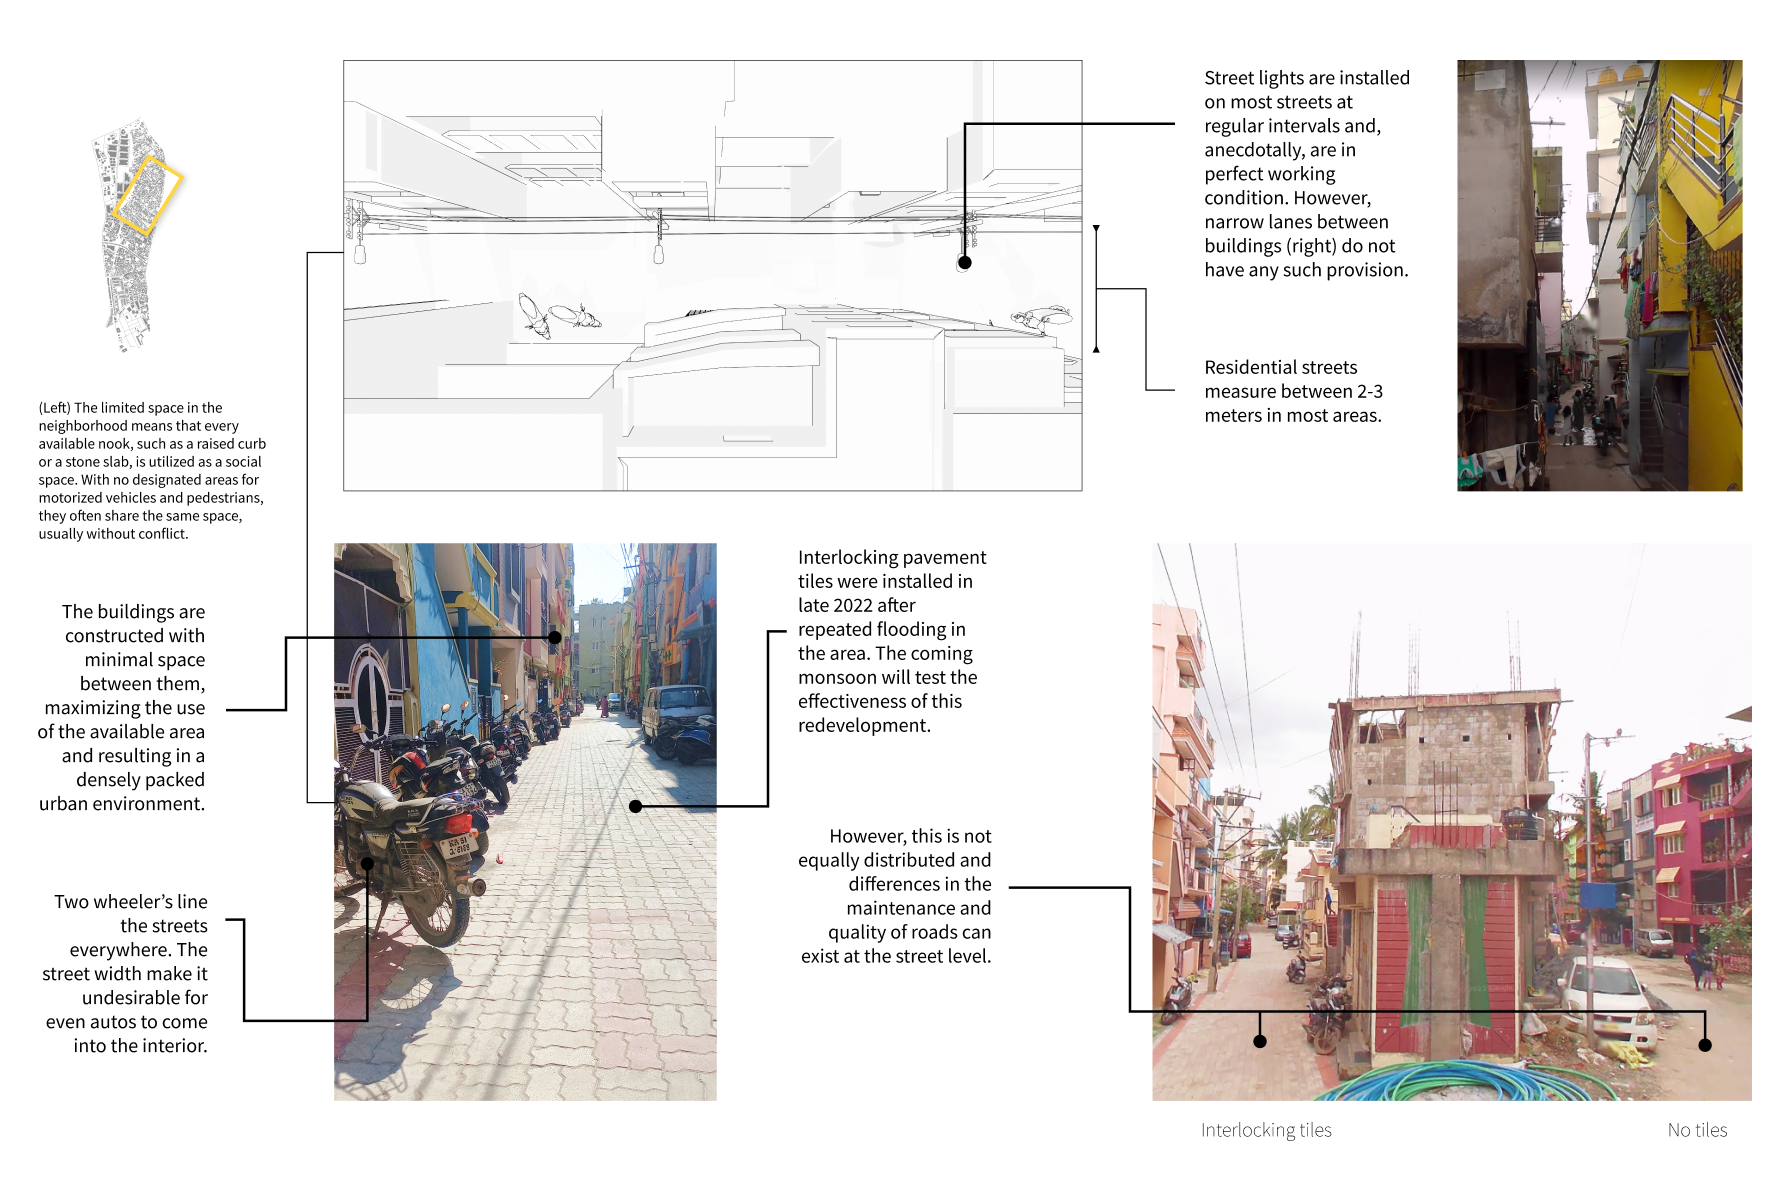 Street lights are installed
on most streets at
regular intervals and,
anecdotally, are in
perfect working
condition. However,
narrow lanes between
buildings (right) do not
have any such provision.
Residential streets
measure between 2-3
meters in most areas.
(Left) The limited space in the
neighborhood means that every
available nook, such as a raised curb
or a stone slab, is utilized as a social
space. With no designated areas for
motorized vehicles and pedestrians,
they often share the same space,
usually without conflict.
The buildings are
constructed with
minimal space
between them,
maximizing the use
of the available area
and resulting in a
densely packed
urban environment.
Two wheeler's line
the streets
everywhere. The
street width make it
undesirable for
even autos to come
into the interior.
Interlocking pavement
tiles were installed in
late 2022 after
repeated flooding in
the area. The coming
monsoon will test the
effectiveness of this
redevelopment.
However, this is not
equally distributed and
differences in the
maintenance and
quality of roads can
exist at the street level.
Interlocking tiles
No tiles